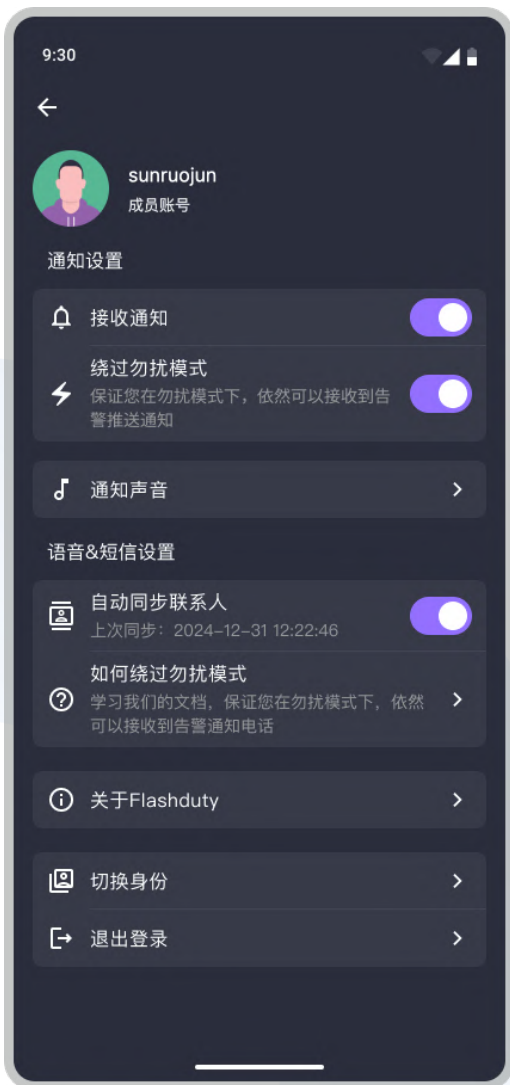 9:30
sunruojun
成员账号
通知设置
接收通知
绕过勿扰模式
保证您在勿扰模式下，依然可以接收到告
警推送通知
通知声音
语音&短信设置
自动同步联系人
上次同步：2024-12-31 12:22:46
如何绕过勿扰模式
学习我们的文档，保证您在勿扰模式下，依然
可以接收到告警通知电话
关于Flashduty
切换身份
退出登录